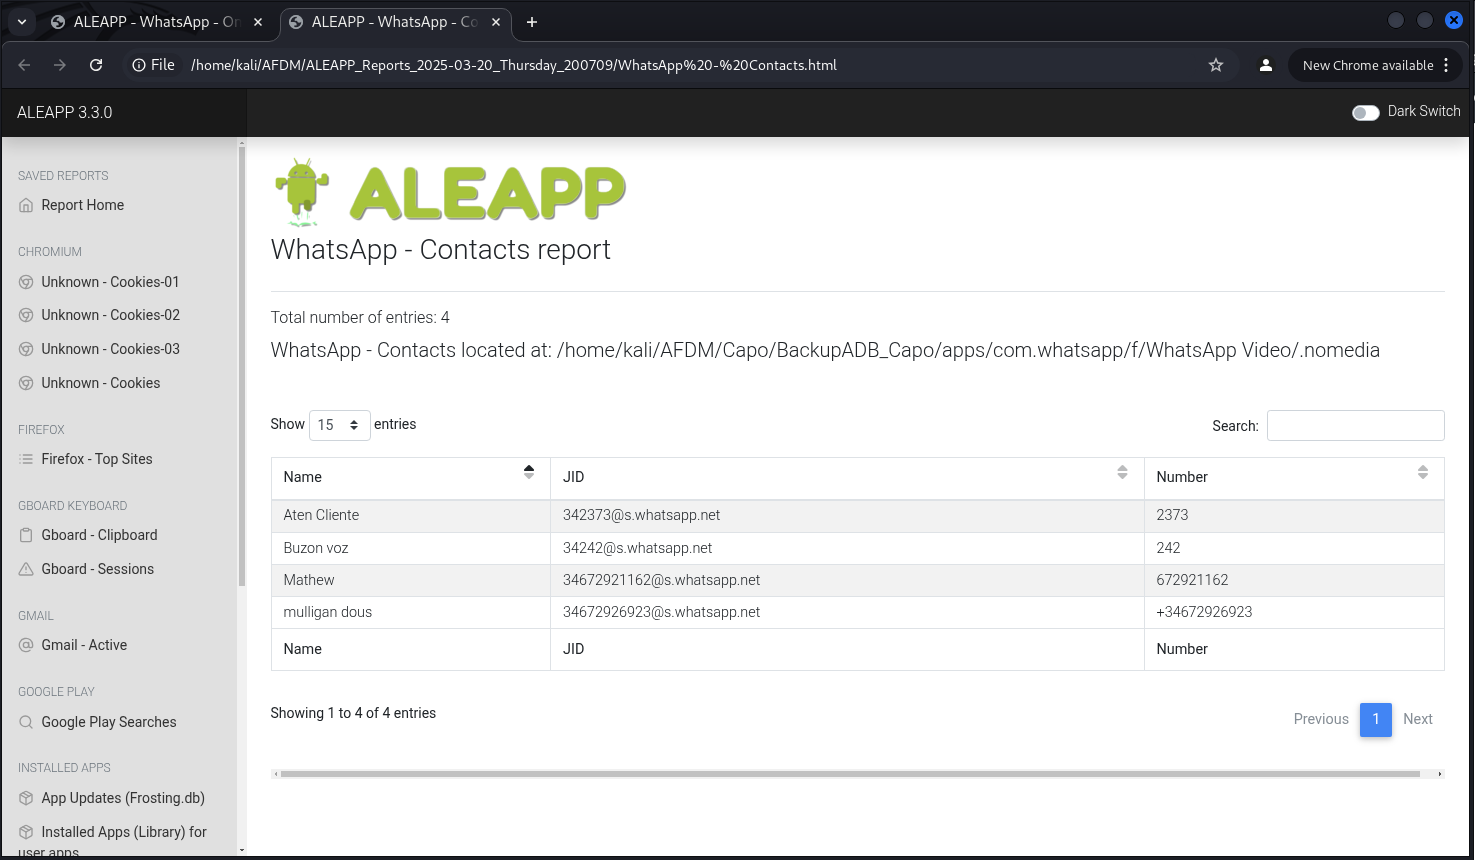 ALEAPP - WhatsApp - On
ALEAPP - WhatsApp - Co
File /home/kali/AFDM/ALEAPP_Reports_2025-03-20_Thursday_200709/WhatsApp%20-%20Contacts.html
New Chrome available
ALEAPP 3.3.0
Dark Switch
SAVED REPORTS
Report Home
CHROMIUM
Unknown - Cookies-01
Unknown - Cookies-02
Unknown - Cookies-03
Unknown - Cookies
FIREFOX
Firefox - Top Sites
GBOARD KEYBOARD
Gboard - Clipboard
Gboard - Sessions
GMAIL
Gmail - Active
GOOGLE PLAY
Google Play Searches
INSTALLED APPS
App Updates (Frosting.db)
Installed Apps (Library) for
user apps
ALEAPP
WhatsApp - Contacts report
Total number of entries: 4
WhatsApp - Contacts located at: /home/kali/AFDM/Capo/BackupADB_Capo/apps/com.whatsapp/f/WhatsApp Video/.nomedia
Show 15 entries
Search:
Name JID Number
Aten Cliente 342373@s.whatsapp.net 2373
Buzon voz 34242@s.whatsapp.net 242
Mathew 34672921162@s.whatsapp.net 672921162
mulligan dous 34672926923@s.whatsapp.net +34672926923
Name JID Number
Showing 1 to 4 of 4 entries
Previous 1 Next